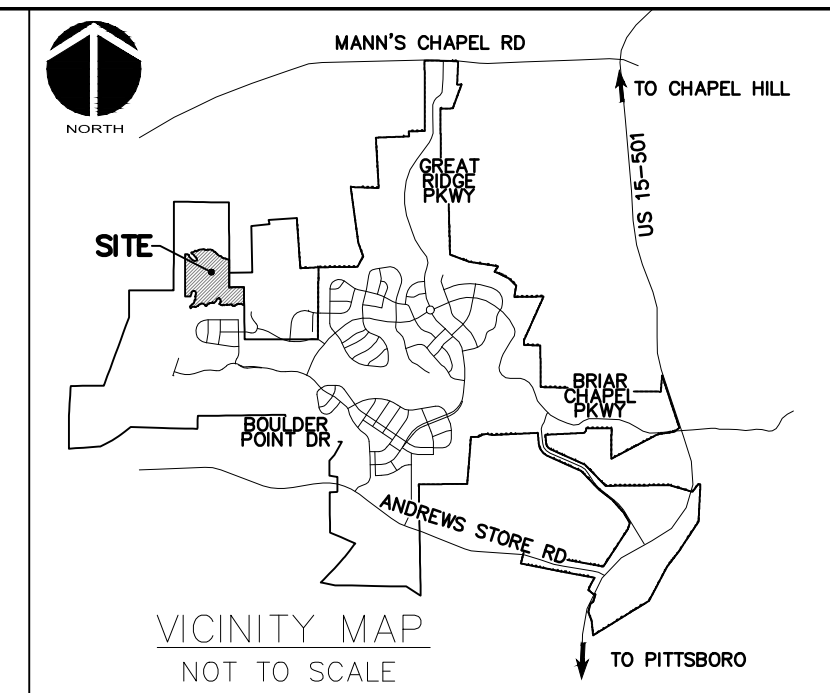 MANN'S CHAPEL RD
TO CHAPEL HILL
NORTH
US 15-501
GREAT
RIDGE
PKWY
SITE
BRIAR
CHAPEL
PKWY
BOULDER
POINT DR
ANDREWS STORE RD
VICINITY MAP
NOT TO SCALE
TO PITTSBORO